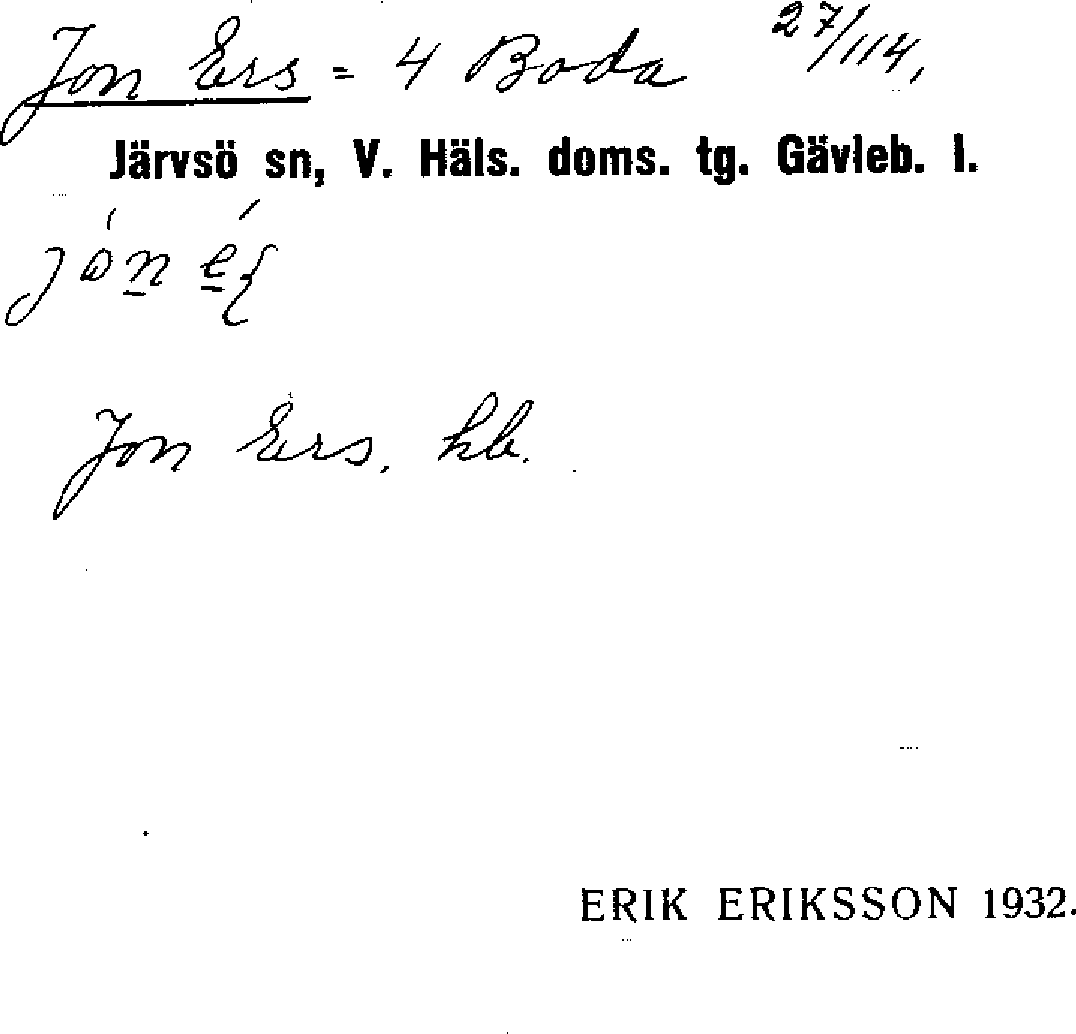 Jon Ers = 4 Boda 27/114,
Järvsö sn, V. Häls. doms. tg. Gävleb. l.
Jon Ers. hb.
ERIK ERIKSSON 1932.